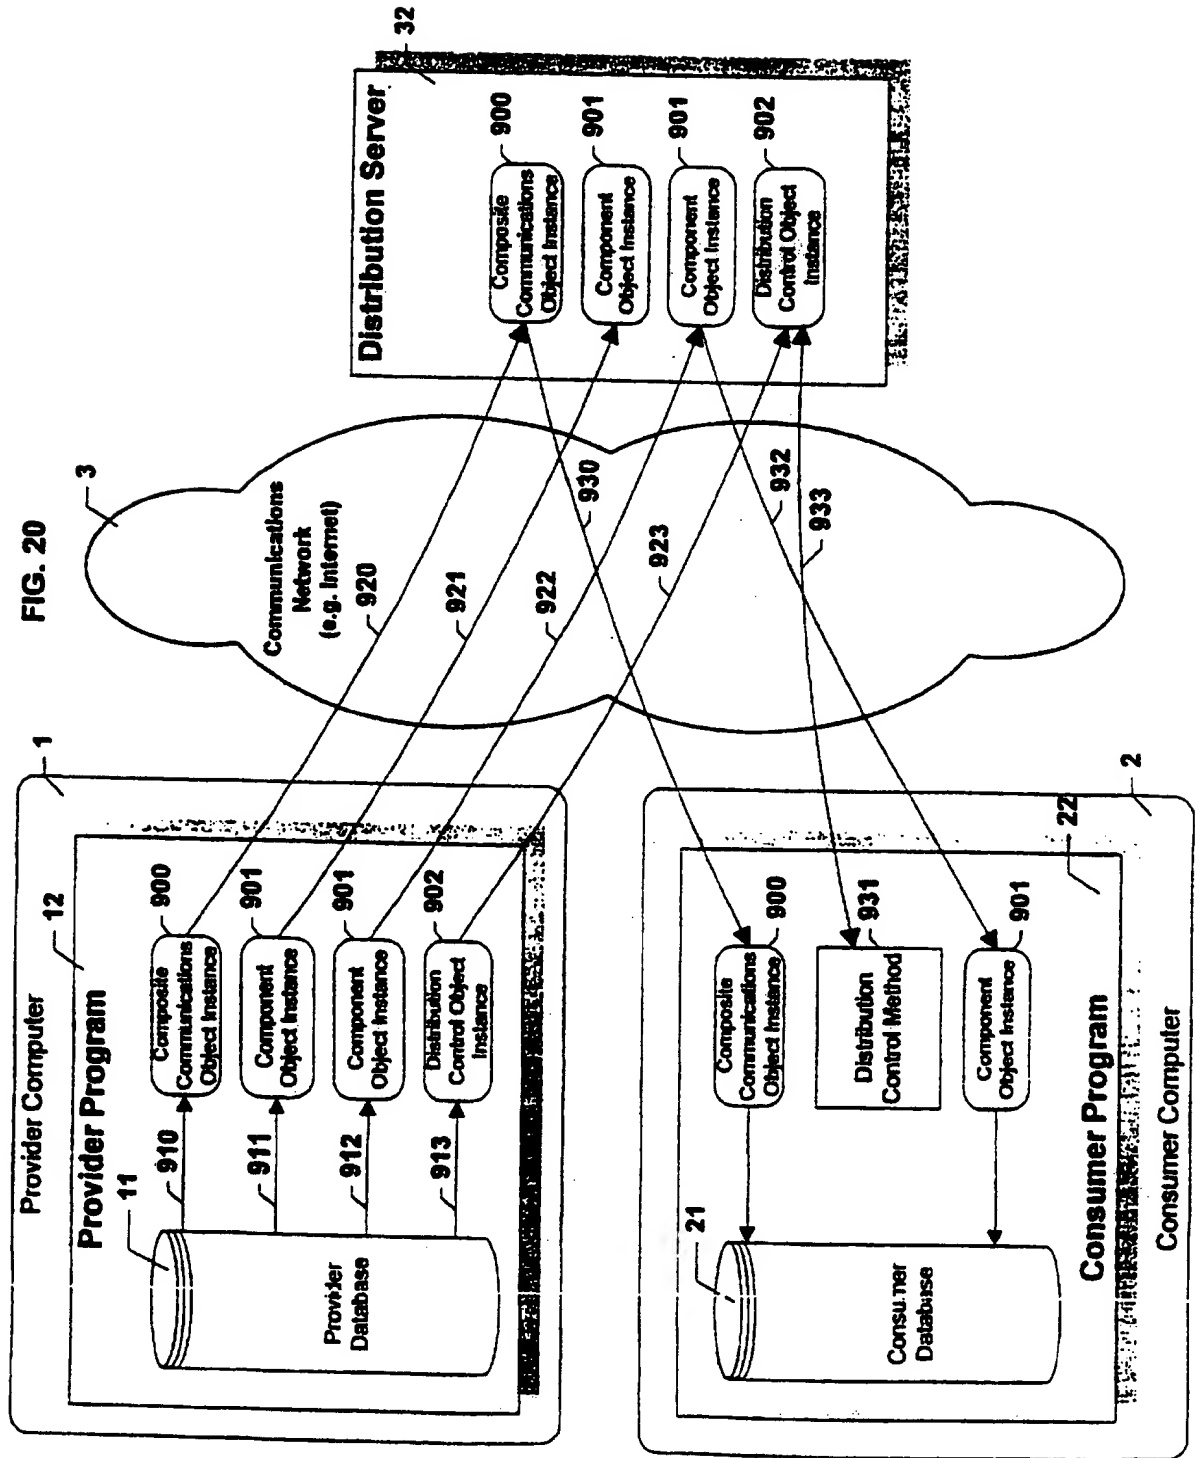 FIG. 20
Provider Computer
1
Provider Program
12
Provider
Database
11
910
911
912
913
Composite
Communications
Object Instance
900
Component
Object Instance
901
Component
Object Instance
901
Distribution
Control Object
Instance
902
Communications
Network
(e.g. Internet)
3
920
921
922
923
930
932
933
Distribution Server
32
Composite
Communications
Object Instance
900
Component
Object Instance
901
Component
Object Instance
901
Distribution
Control Object
Instance
902
Consumer
Database
21
Composite
Communications
Object Instance
900
Distribution
Control Method
931
Component
Object Instance
901
Consumer Program
22
Consumer Computer
2